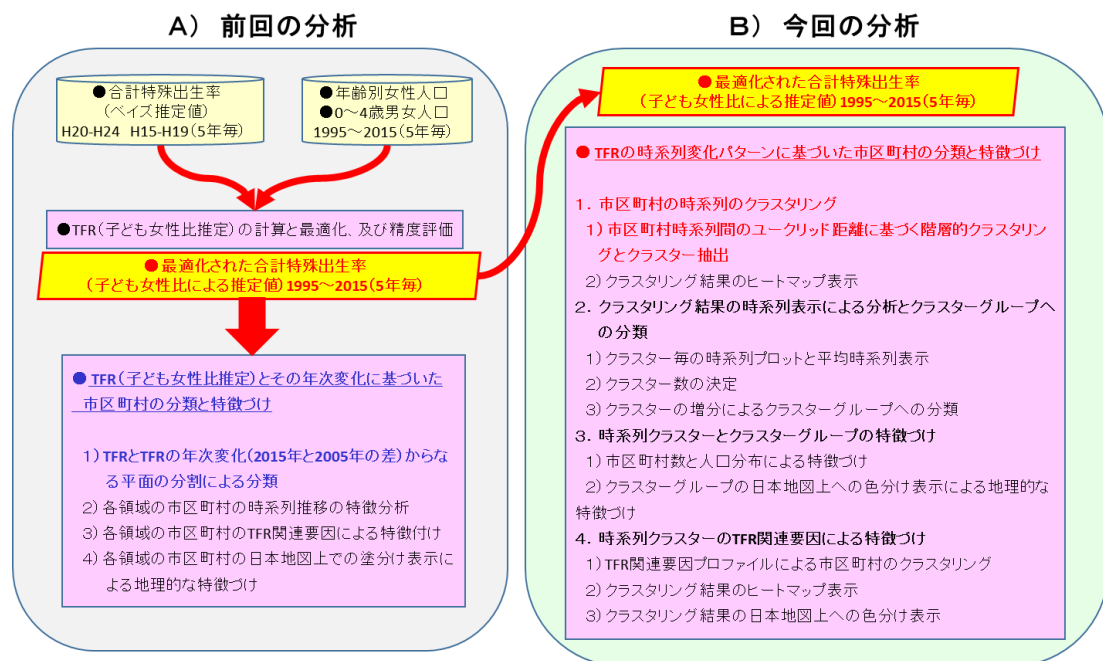 A) 前回の分析
●合計特殊出生率
(ベイズ推定値)
H20-H24 H15-H19(5年毎)
●年齢別女性人口
●0～4歳男女人口
1995～2015(5年毎)
●TFR(子ども女性比推定)の計算と最適化、及び精度評価
●最適化された合計特殊出生率
(子ども女性比による推定値)1995～2015(5年毎)
● TFR(子ども女性比推定)とその年次変化に基づいた
市区町村の分類と特徴づけ
1)TFRとTFRの年次変化(2015年と2005年の差)からな
る平面の分割による分類
2)各領域の市区町村の時系列推移の特徴分析
3)各領域の市区町村のTFR関連要因による特徴付け
4)各領域の市区町村の日本地図上での塗分け表示に
よる地理的な特徴づけ
B) 今回の分析
●最適化された合計特殊出生率
(子ども女性比による推定値)1995～2015(5年毎)
● TFRの時系列変化パターンに基づいた市区町村の分類と特徴づけ
1. 市区町村の時系列のクラスタリング
1)市区町村時系列間のユークリッド距離に基づく階層的クラスタリン
グとクラスター抽出
2)クラスタリング結果のヒートマップ表示
2. クラスタリング結果の時系列表示による分析とクラスターグループへ
の分類
1)クラスター毎の時系列プロットと平均時系列表示
2)クラスター数の決定
3)クラスターの増分によるクラスターグループへの分類
3. 時系列クラスターとクラスターグループの特徴づけ
1)市区町村数と人口分布による特徴づけ
2)クラスターグループの日本地図上への色分け表示による地理的な
特徴づけ
4. 時系列クラスターのTFR関連要因による特徴づけ
1)TFR関連要因プロファイルによる市区町村のクラスタリング
2)クラスタリング結果のヒートマップ表示
3)クラスタリング結果の日本地図上への色分け表示